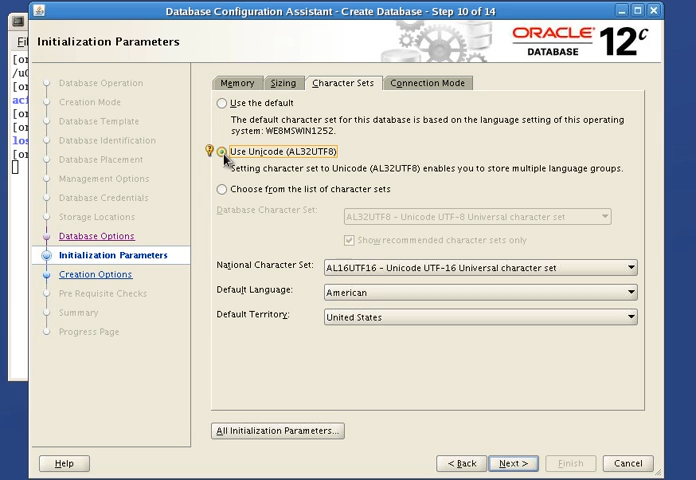 Database Configuration Assistant - Create Database - Step 10 of 14
Initialization Parameters
ORACLE
DATABASE
12c
Database Operation
Creation Mode
Database Template
Database Identification
Database Placement
Management Options
Database Credentials
Storage Locations
Database Options
Initialization Parameters
Creation Options
Pre Requisite Checks
Summary
Progress Page
Memory
Sizing
Character Sets
Connection Mode
Use the default
The default character set for this database is based on the language setting of this operating
system: WE8MSWIN1252.
Use Unicode (AL32UTF8)
Setting character set to Unicode (AL32UTF8) enables you to store multiple language groups.
Choose from the list of character sets
Database Character Set:
AL32UTF8 - Unicode UTF-8 Universal character set
Show recommended character sets only
National Character Set:
AL16UTF16 - Unicode UTF-16 Universal character set
Default Language:
American
Default Territory:
United States
All Initialization Parameters...
Help
< Back
Next >
Finish
Cancel